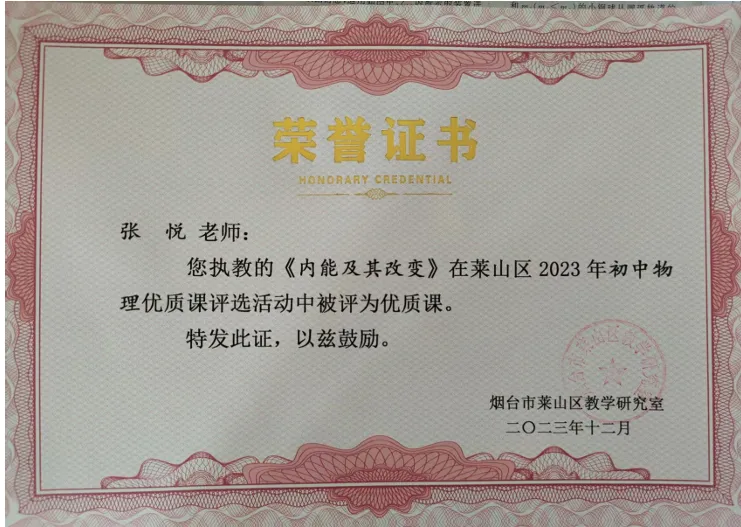 荣誉证书
HONORARY CREDENTIAL
张 悦 老师：
您执教的《内能及其改变》在莱山区 2023 年初中物
理优质课评选活动中被评为优质课。
特发此证，以兹鼓励。
烟台市莱山区教学研究室
二〇二三年十二月